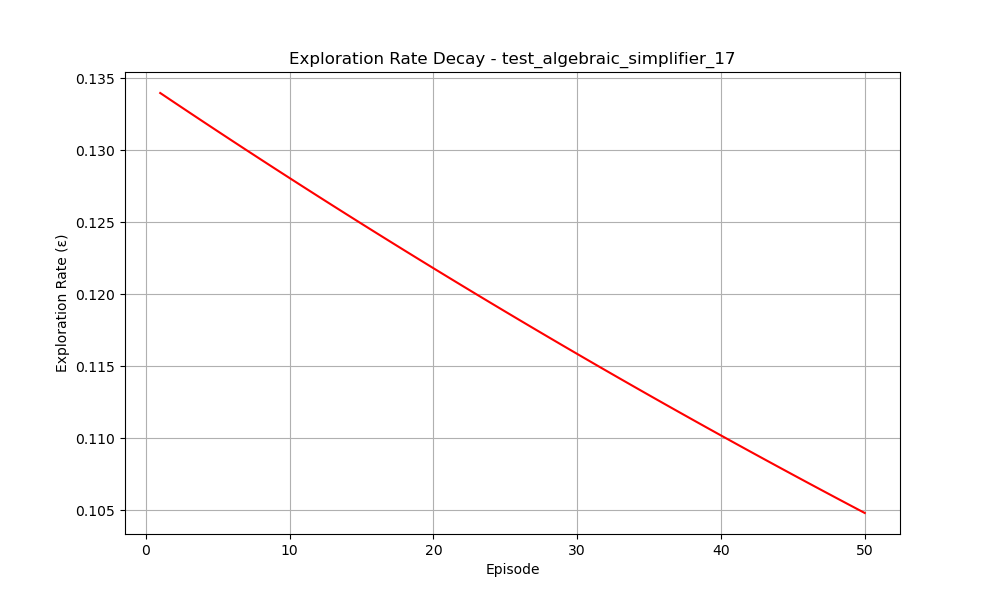 Exploration Rate Decay - test_algebraic_simplifier_17
0.135
0.130
0.125
0.120
0.115
0.110
0.105
Exploration Rate (ε)
0 10 20 30 40 50
Episode